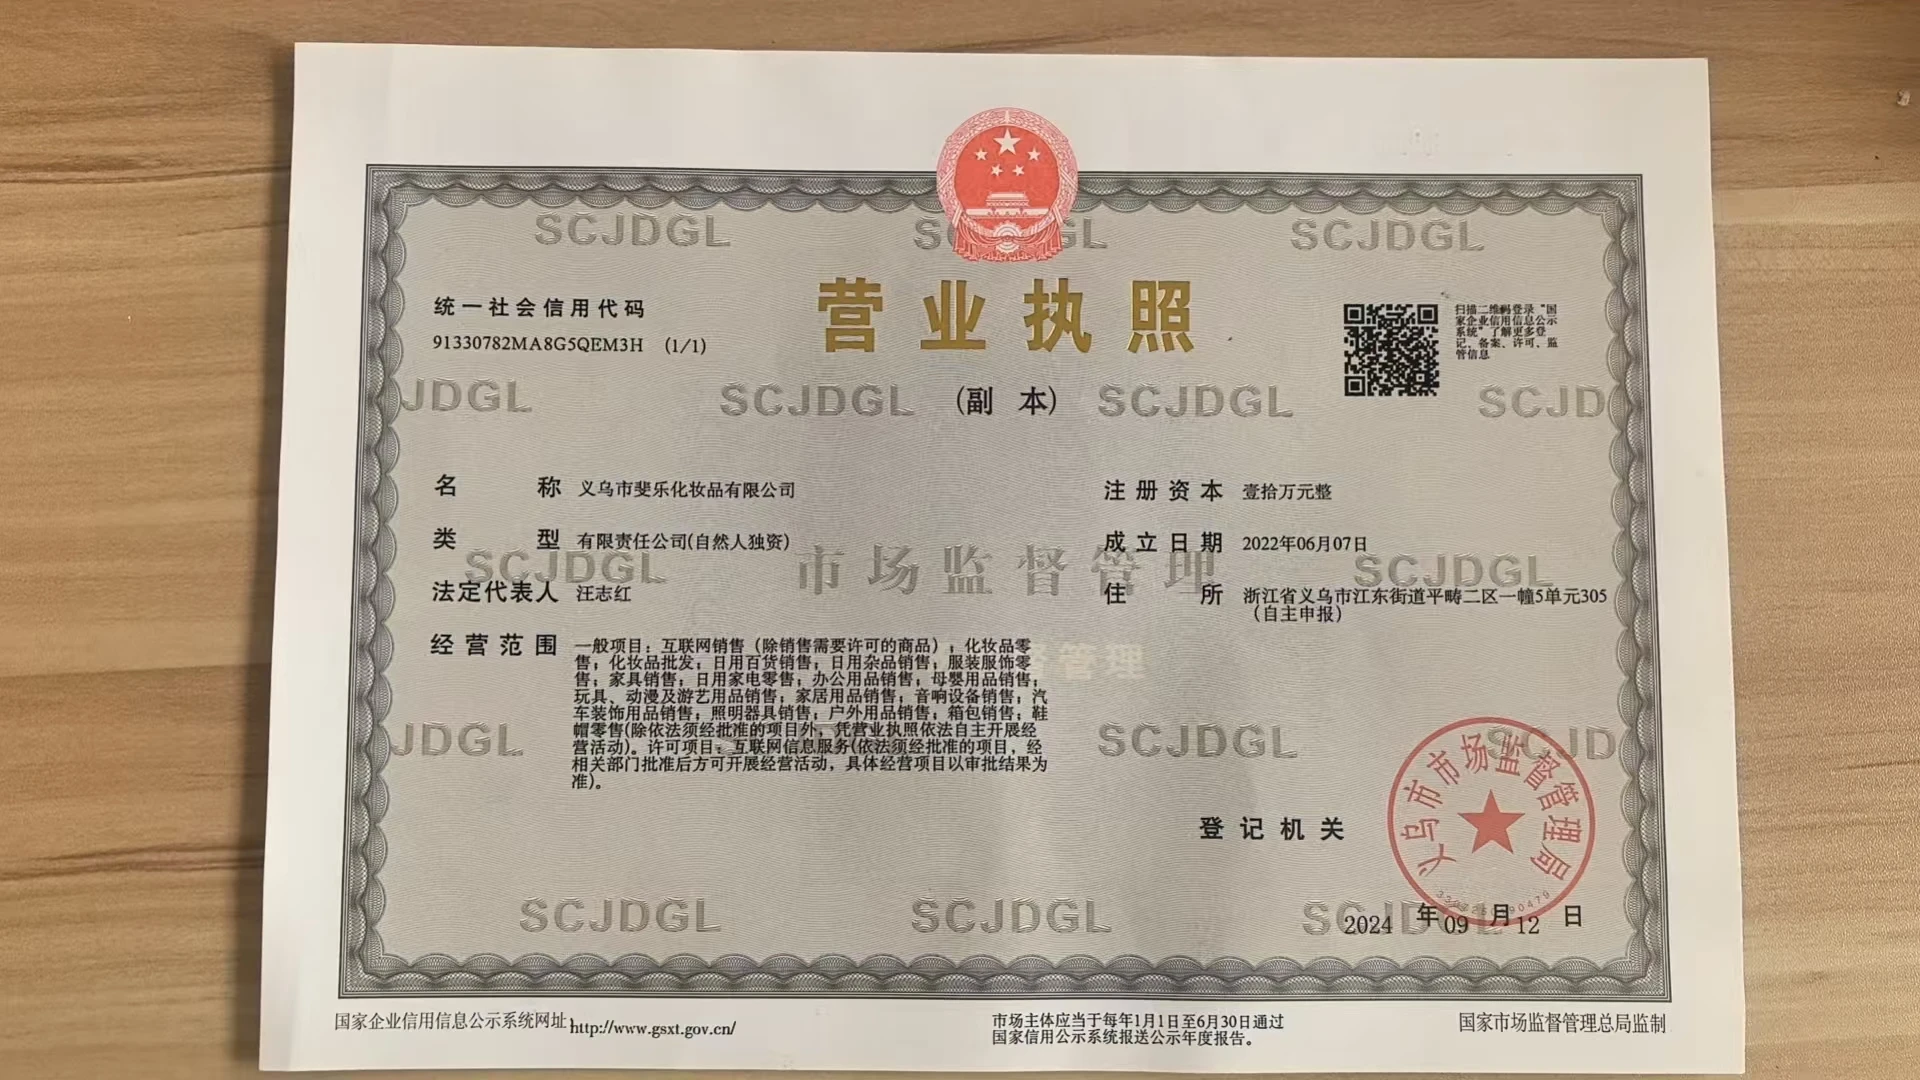 SCJDGL SCJDGL SCJDGL
统一社会信用代码
91330782MA8G5QEM3H (1/1)
营业执照
(副 本)
扫描二维码登录“国
家企业信用信息公示
系统”了解更多登
记、备案、许可、监
管信息
JDGL SCJDGL SCJDGL SCJD
名 称 义乌市斐乐化妆品有限公司
注册资本 壹拾万元整
类 型 有限责任公司(自然人独资)
成立日期 2022年06月07日
SCJDGL 市场监督管理 SCJDGL
法定代表人 汪志红
住 所 浙江省义乌市江东街道平畴二区一幢5单元305
(自主申报)
经营范围 一般项目：互联网销售（除销售需要许可的商品）；化妆品零
售；化妆品批发；日用百货销售；日用杂品销售；服装服饰零
售；家具销售；日用家电零售；办公用品销售；母婴用品销售；
玩具、动漫及游艺用品销售；家居用品销售；音响设备销售；汽
车装饰用品销售；照明器具销售；户外用品销售；箱包销售；鞋
帽零售(除依法须经批准的项目外，凭营业执照依法自主开展经
营活动)。许可项目：互联网信息服务(依法须经批准的项目，经
相关部门批准后方可开展经营活动，具体经营项目以审批结果为
准)。
督管理
JDGL SCJDGL SCJD
登记机关
义乌市市场监督管理局
SCJDGL SCJDGL SCJDGL
2024 年 09 月 12 日
国家企业信用信息公示系统网址: http://www.gsxt.gov.cn/
市场主体应当于每年1月1日至6月30日通过
国家信用公示系统报送公示年度报告。
国家市场监督管理总局监制